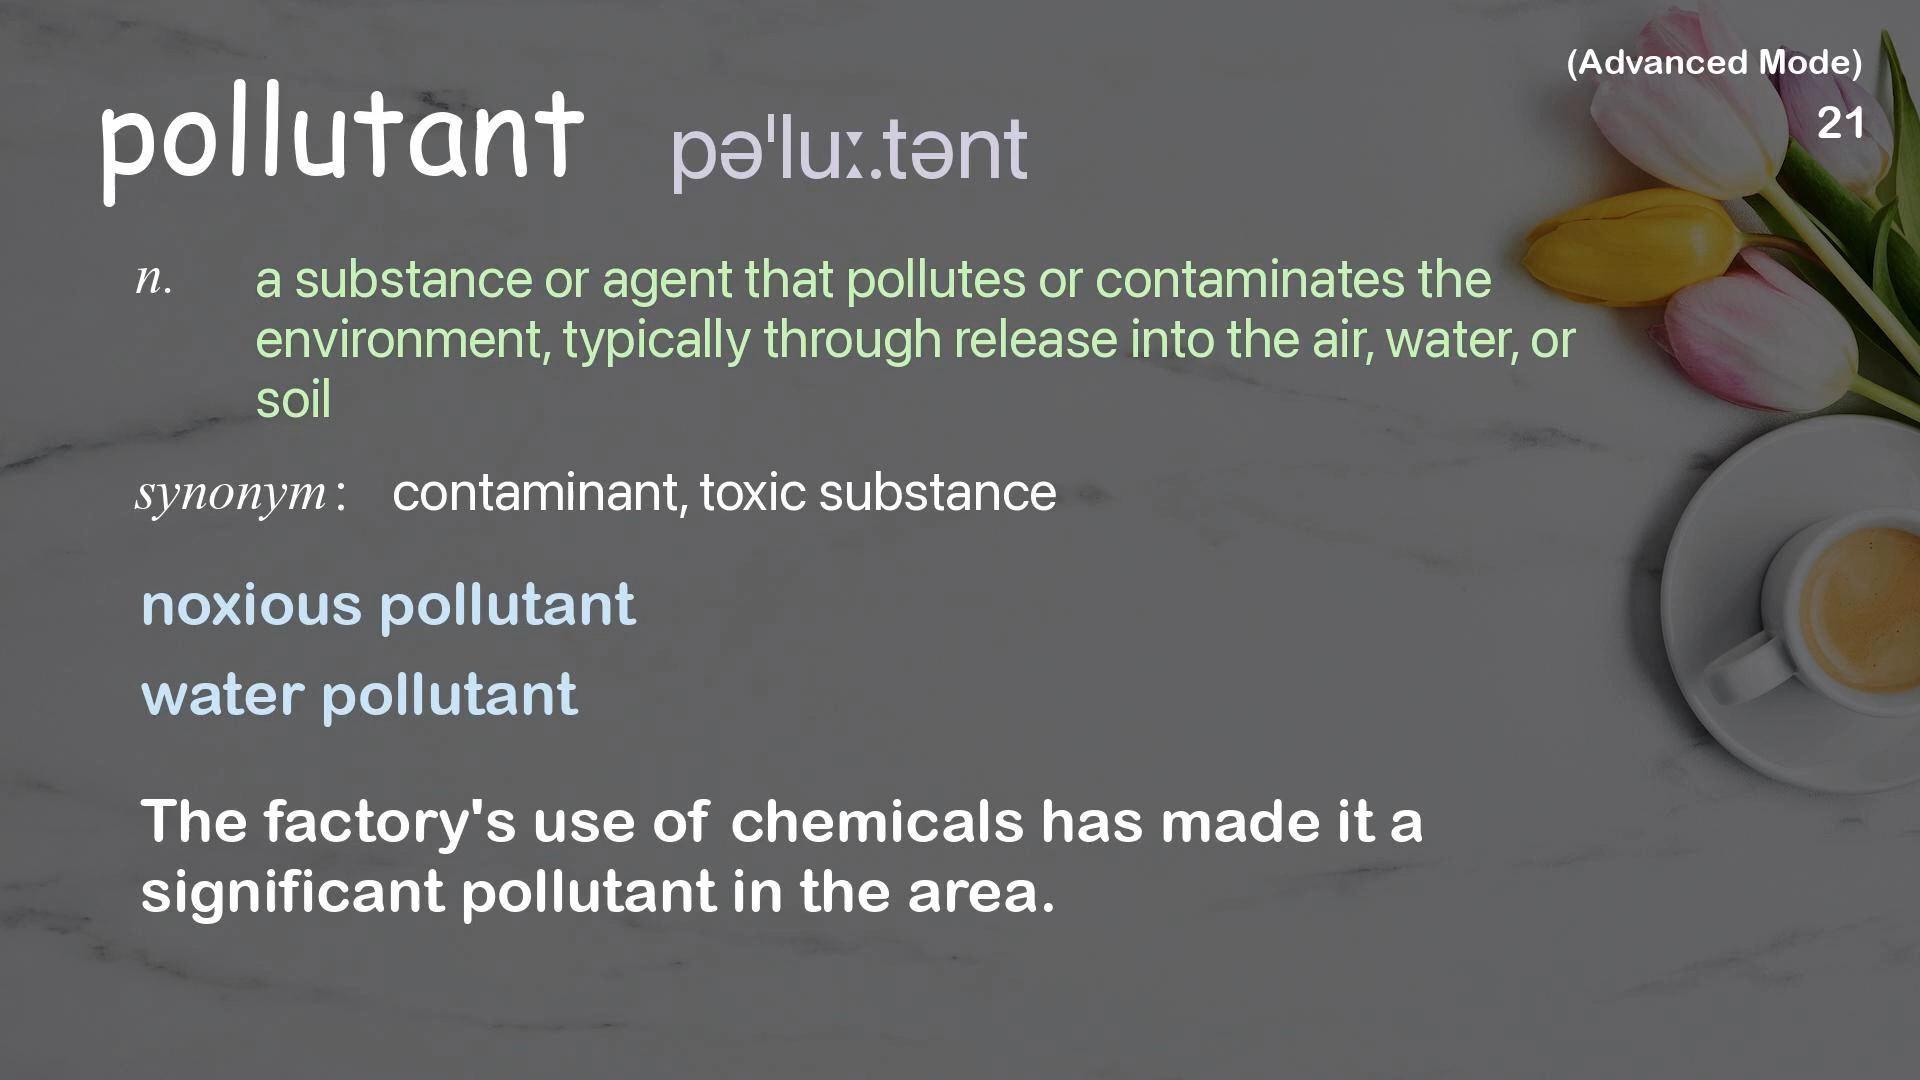 (Advanced Mode)
21
pollutant pəˈluː.tənt
n. a substance or agent that pollutes or contaminates the
environment, typically through release into the air, water, or
soil
synonym: contaminant, toxic substance
noxious pollutant
water pollutant
The factory's use of chemicals has made it a
significant pollutant in the area.